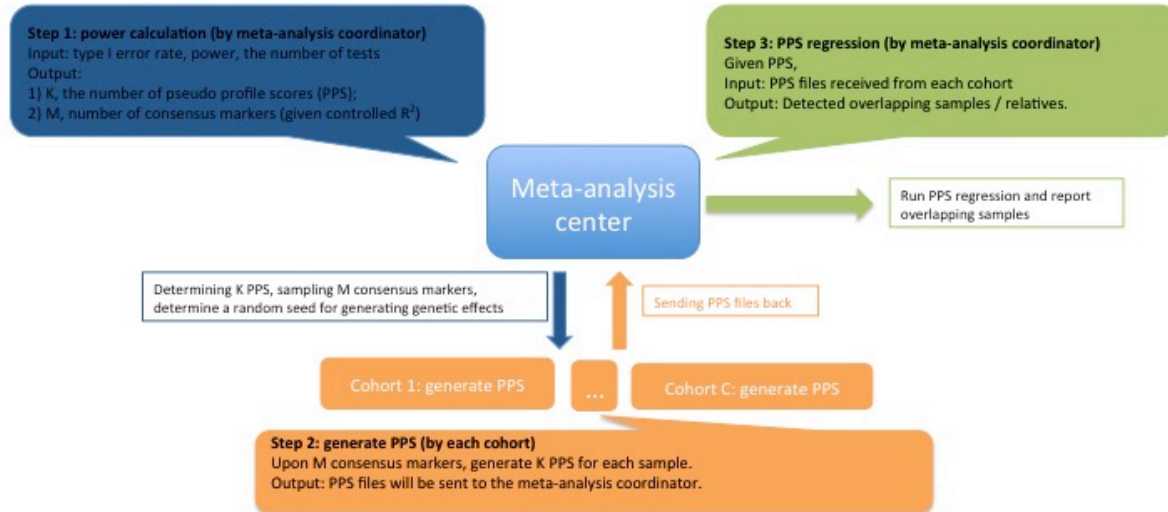 Step 1: power calculation (by meta-analysis coordinator)
Input: type I error rate, power, the number of tests
Output:
1) K, the number of pseudo profile scores (PPS);
2) M, number of consensus markers (given controlled R²)
Step 3: PPS regression (by meta-analysis coordinator)
Given PPS,
Input: PPS files received from each cohort
Output: Detected overlapping samples / relatives.
Meta-analysis
center
Run PPS regression and report
overlapping samples
Determining K PPS, sampling M consensus markers,
determine a random seed for generating genetic effects
Sending PPS files back
Cohort 1: generate PPS
...
Cohort C: generate PPS
Step 2: generate PPS (by each cohort)
Upon M consensus markers, generate K PPS for each sample.
Output: PPS files will be sent to the meta-analysis coordinator.